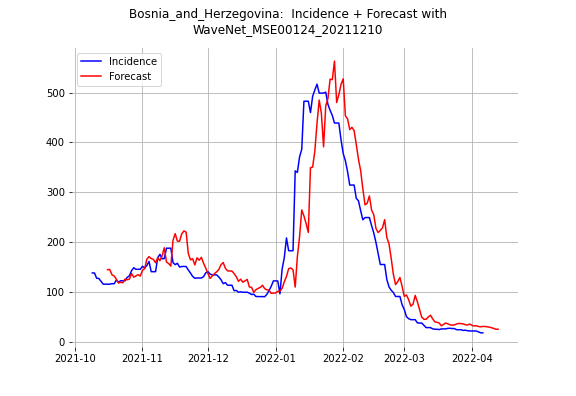 Bosnia_and_Herzegovina:  Incidence + Forecast with
WaveNet_MSE00124_20211210
Incidence
Forecast
500
400
300
200
100
0
2021-10 2021-11 2021-12 2022-01 2022-02 2022-03 2022-04